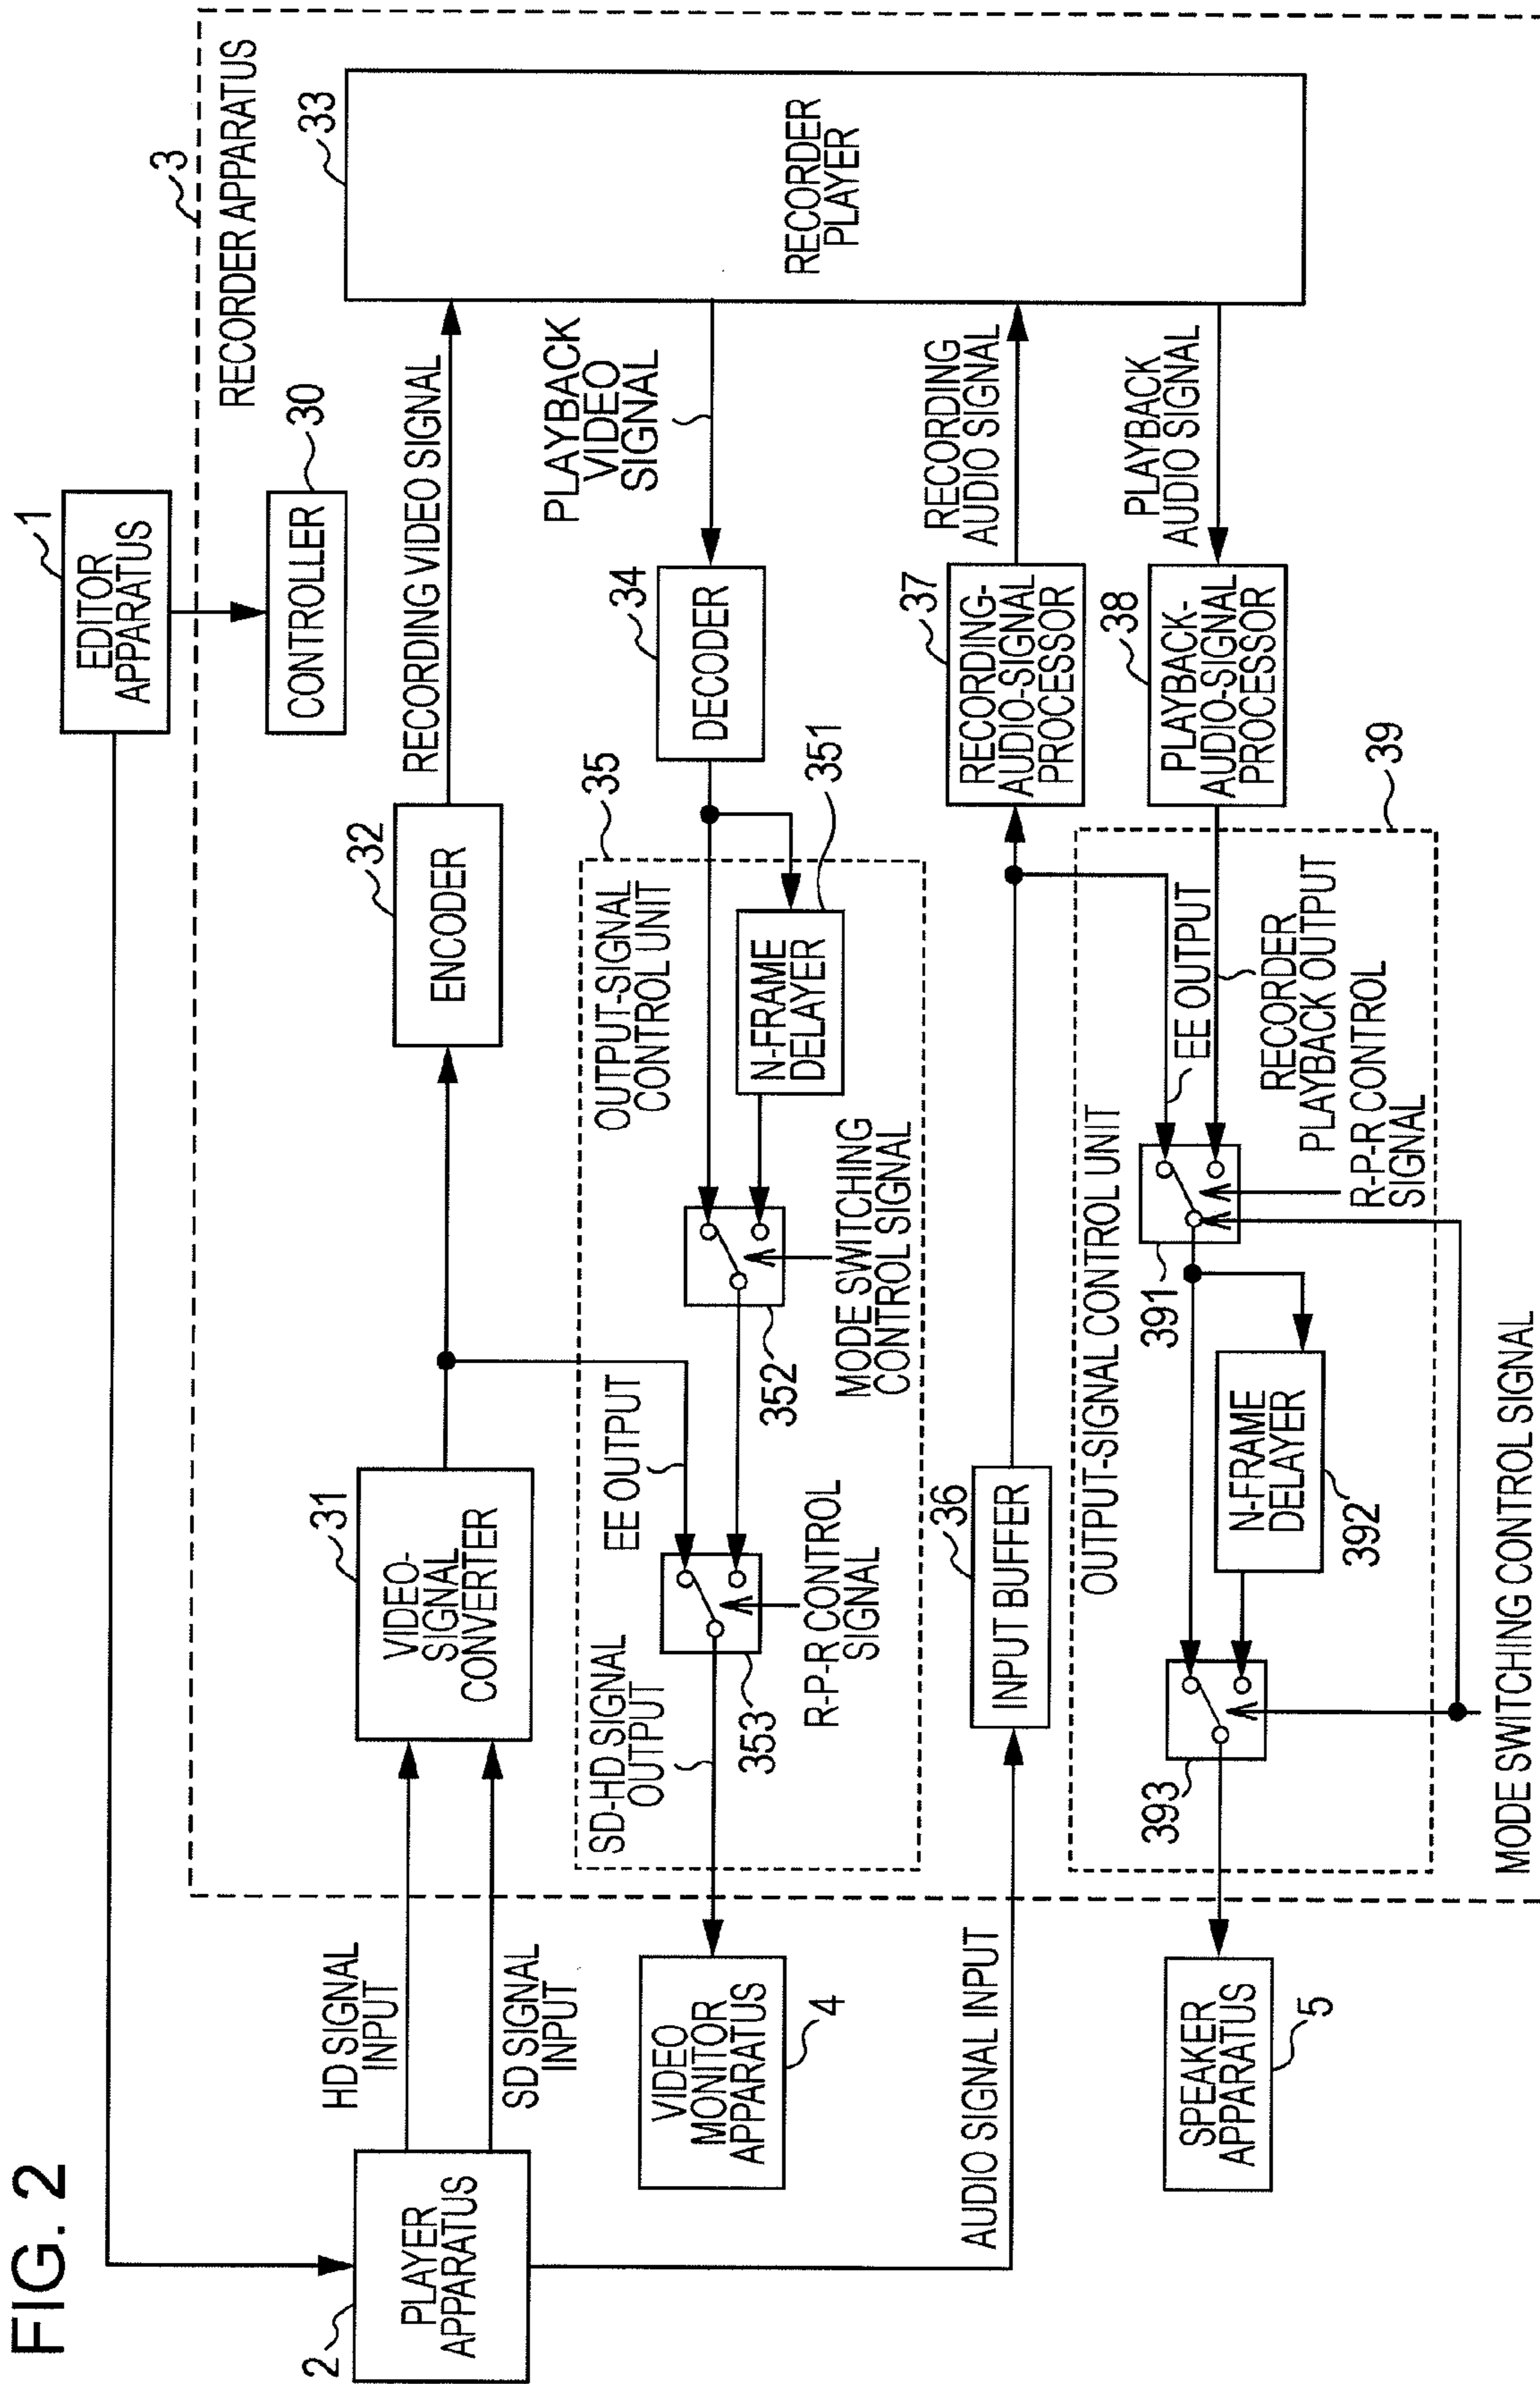 FIG. 2
1
EDITOR
APPARATUS
3
RECORDER APPARATUS
30
CONTROLLER
2
PLAYER
APPARATUS
HD SIGNAL
INPUT
SD SIGNAL
INPUT
31
VIDEO-
SIGNAL
CONVERTER
32
ENCODER
RECORDING VIDEO SIGNAL
33
RECORDER
PLAYER
PLAYBACK
VIDEO
SIGNAL
34
DECODER
35
OUTPUT-SIGNAL
CONTROL UNIT
351
N-FRAME
DELAYER
352
MODE SWITCHING
CONTROL SIGNAL
EE OUTPUT
353
R-P-R CONTROL
SIGNAL
SD-HD SIGNAL
OUTPUT
VIDEO
MONITOR
APPARATUS
4
AUDIO SIGNAL INPUT
36
INPUT BUFFER
37
RECORDING-
AUDIO-SIGNAL
PROCESSOR
RECORDING
AUDIO SIGNAL
PLAYBACK
AUDIO SIGNAL
38
PLAYBACK-
AUDIO-SIGNAL
PROCESSOR
39
OUTPUT-SIGNAL CONTROL UNIT
EE OUTPUT
RECORDER
PLAYBACK OUTPUT
R-P-R CONTROL
SIGNAL
391
N-FRAME
DELAYER
392
393
SPEAKER
APPARATUS
5
MODE SWITCHING CONTROL SIGNAL